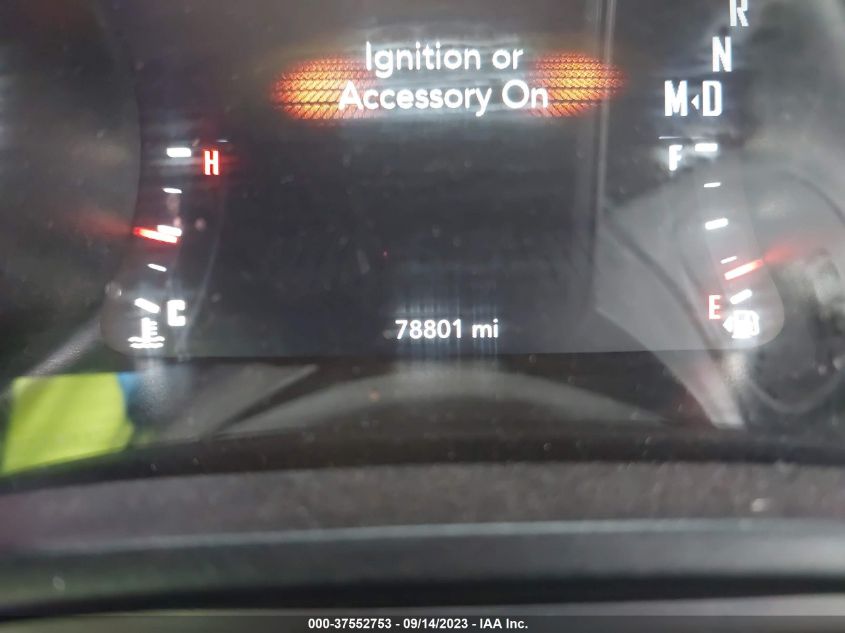 R
Ignition or
N
Accessory On
M D
H
F
C
E
78801 mi
000-37552753 - 09/14/2023 - IAA Inc.